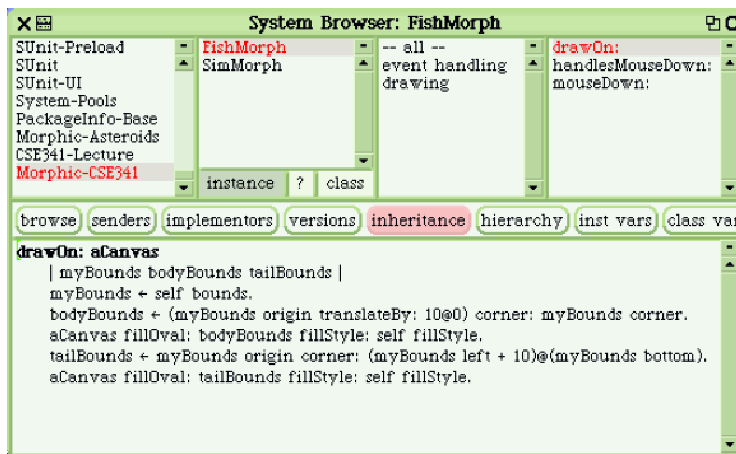 System Browser: FishMorph
SUnit-Preload
SUnit
SUnit-UI
System-Pools
PackageInfo-Base
Morphic-Asteroids
CSE341-Lecture
Morphic-CSE341
FishMorph
SimMorph
instance ? class
-- all --
event handling
drawing
drawOn:
handlesMouseDown:
mouseDown:
browse senders implementors versions inheritance hierarchy inst vars class var
drawOn: aCanvas
| myBounds bodyBounds tailBounds |
myBounds ← self bounds.
bodyBounds ← (myBounds origin translateBy: 10@0) corner: myBounds corner.
aCanvas fillOval: bodyBounds fillStyle: self fillStyle.
tailBounds ← myBounds origin corner: (myBounds left + 10)@(myBounds bottom).
aCanvas fillOval: tailBounds fillStyle: self fillStyle.